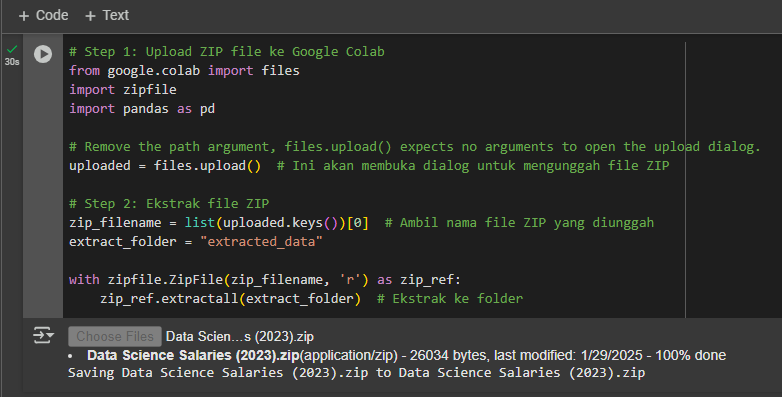 + Code + Text
30s
# Step 1: Upload ZIP file ke Google Colab
from google.colab import files
import zipfile
import pandas as pd
# Remove the path argument, files.upload() expects no arguments to open the upload dialog.
uploaded = files.upload()  # Ini akan membuka dialog untuk mengunggah file ZIP
# Step 2: Ekstrak file ZIP
zip_filename = list(uploaded.keys())[0]  # Ambil nama file ZIP yang diunggah
extract_folder = "extracted_data"
with zipfile.ZipFile(zip_filename, 'r') as zip_ref:
    zip_ref.extractall(extract_folder)  # Ekstrak ke folder
Choose Files Data Scien…s (2023).zip
• Data Science Salaries (2023).zip(application/zip) - 26034 bytes, last modified: 1/29/2025 - 100% done
Saving Data Science Salaries (2023).zip to Data Science Salaries (2023).zip